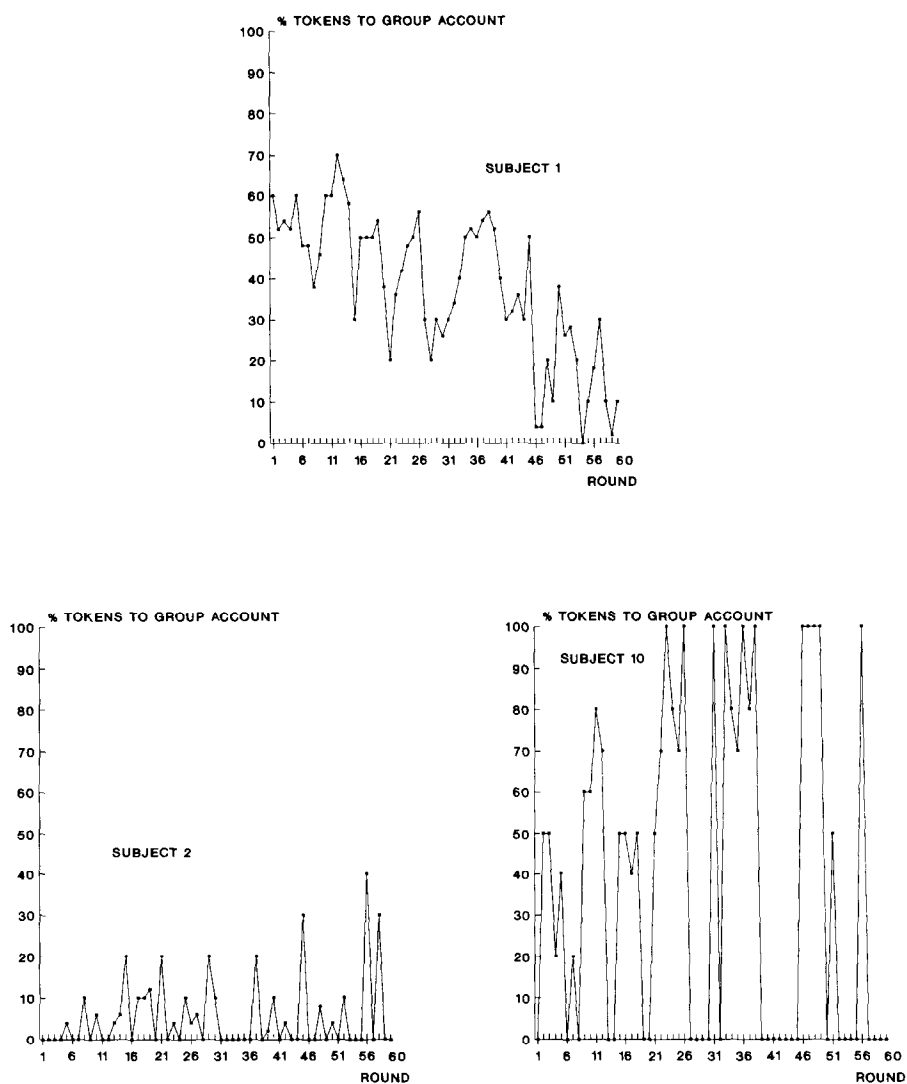 % TOKENS TO GROUP ACCOUNT
100
90
80
70
SUBJECT 1
60
50
40
30
20
10
0
1 6 11 16 21 26 31 36 41 46 51 56 60
ROUND
% TOKENS TO GROUP ACCOUNT
100
90
80
70
60
50
SUBJECT 2
40
30
20
10
0
1 6 11 16 21 26 31 36 41 46 51 56 60
ROUND
% TOKENS TO GROUP ACCOUNT
100
SUBJECT 10
90
80
70
60
50
40
30
20
10
0
1 6 11 16 21 26 31 36 41 46 51 56 60
ROUND